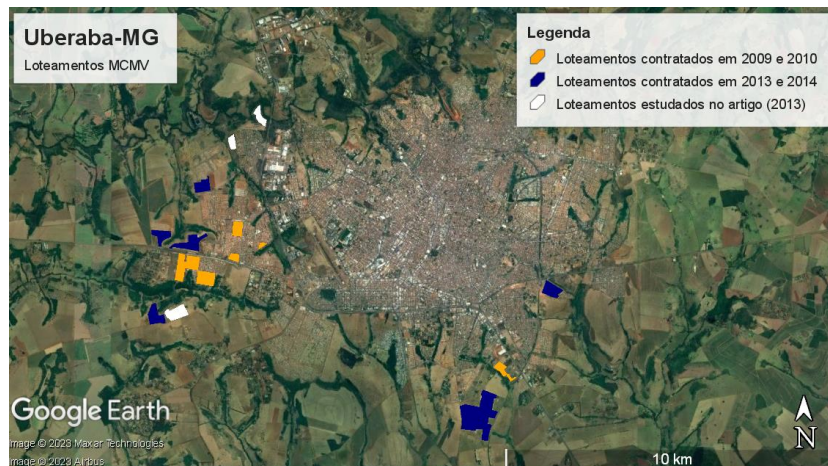 Uberaba-MG
Loteamentos MCMV
Legenda
Loteamentos contratados em 2009 e 2010
Loteamentos contratados em 2013 e 2014
Loteamentos estudados no artigo (2013)
Google Earth
Image © 2023 Maxar Technologies
Image © 2023 Airbus
10 km
N